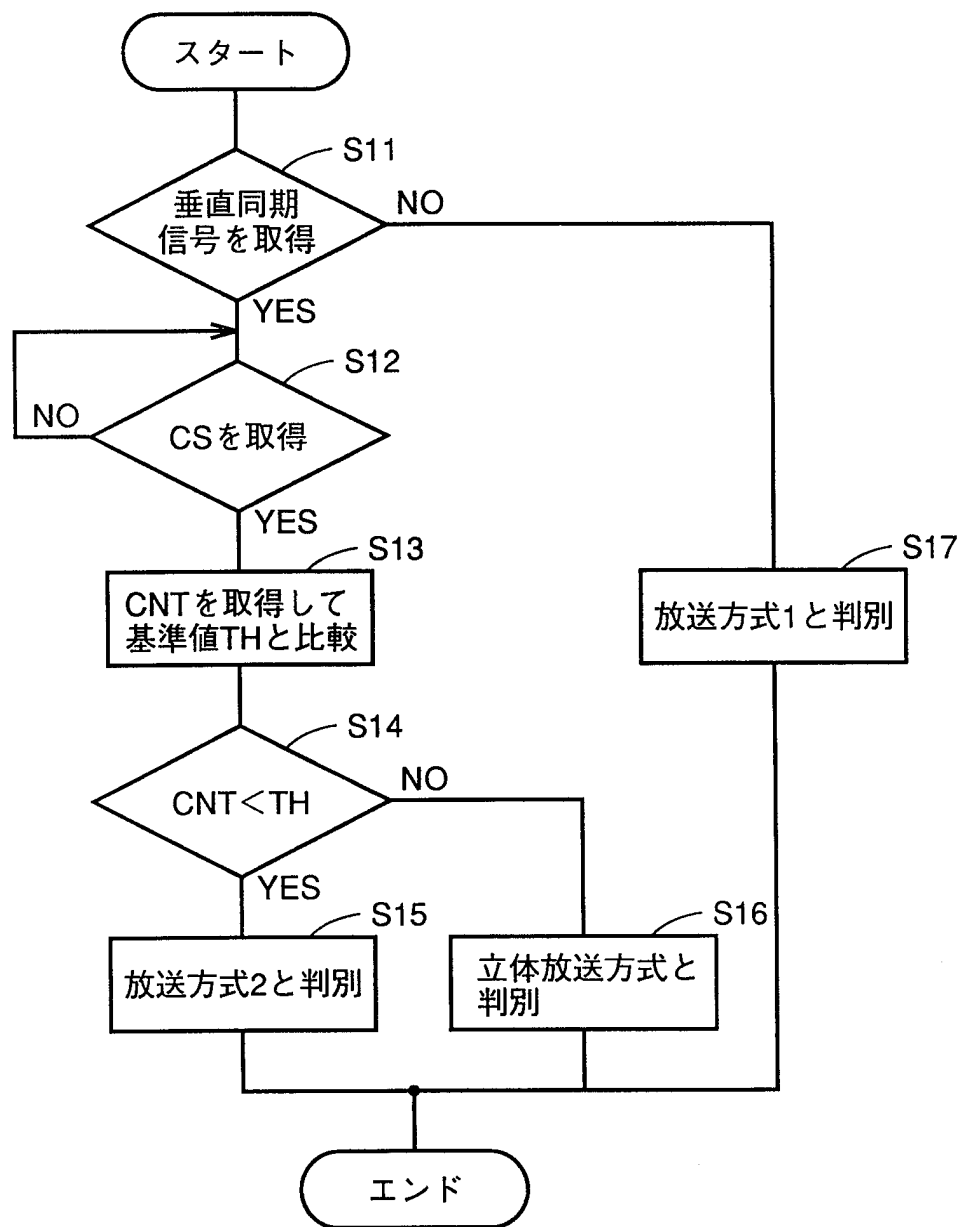 スタート
S11
垂直同期
信号を取得
NO
YES
S12
NO
CSを取得
YES
S13
CNTを取得して
基準値THと比較
S17
放送方式1と判別
S14
CNT<TH
NO
YES
S15
放送方式2と判別
S16
立体放送方式と
判別
エンド